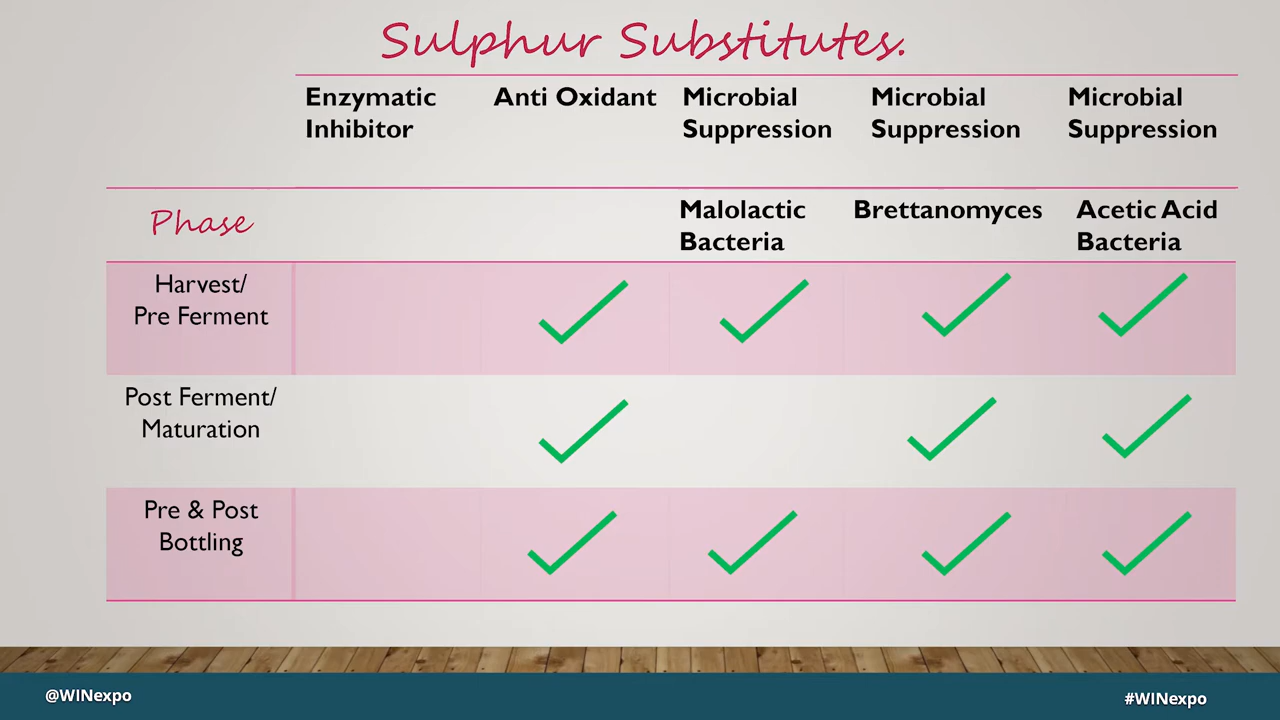 Sulphur Substitutes.
Enzymatic Inhibitor Anti Oxidant Microbial Suppression Microbial Suppression Microbial Suppression
Phase Malolactic Bacteria Brettanomyces Acetic Acid Bacteria
Harvest/
Pre Ferment
Post Ferment/
Maturation
Pre & Post
Bottling
@WINexpo #WINexpo